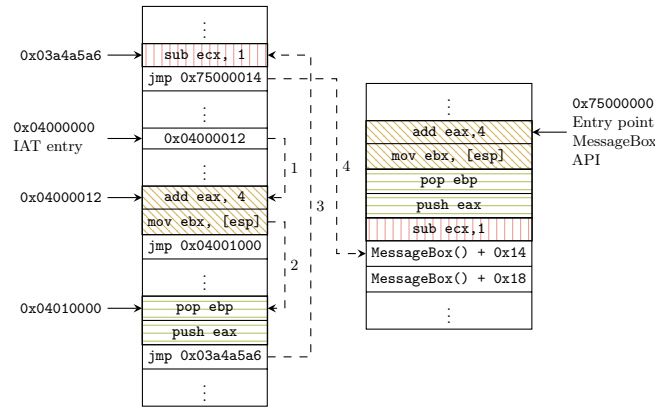 ⋮
0x03a4a5a6
sub ecx, 1
jmp 0x75000014
⋮
0x04000000
IAT entry
0x04000012
⋮
1
0x04000012
add eax, 4
mov ebx, [esp]
jmp 0x04001000
2
3
⋮
0x04010000
pop ebp
push eax
jmp 0x03a4a5a6
⋮
4
⋮
0x75000000
Entry point
MessageBox
API
add eax,4
mov ebx, [esp]
pop ebp
push eax
sub ecx,1
MessageBox() + 0x14
MessageBox() + 0x18
⋮